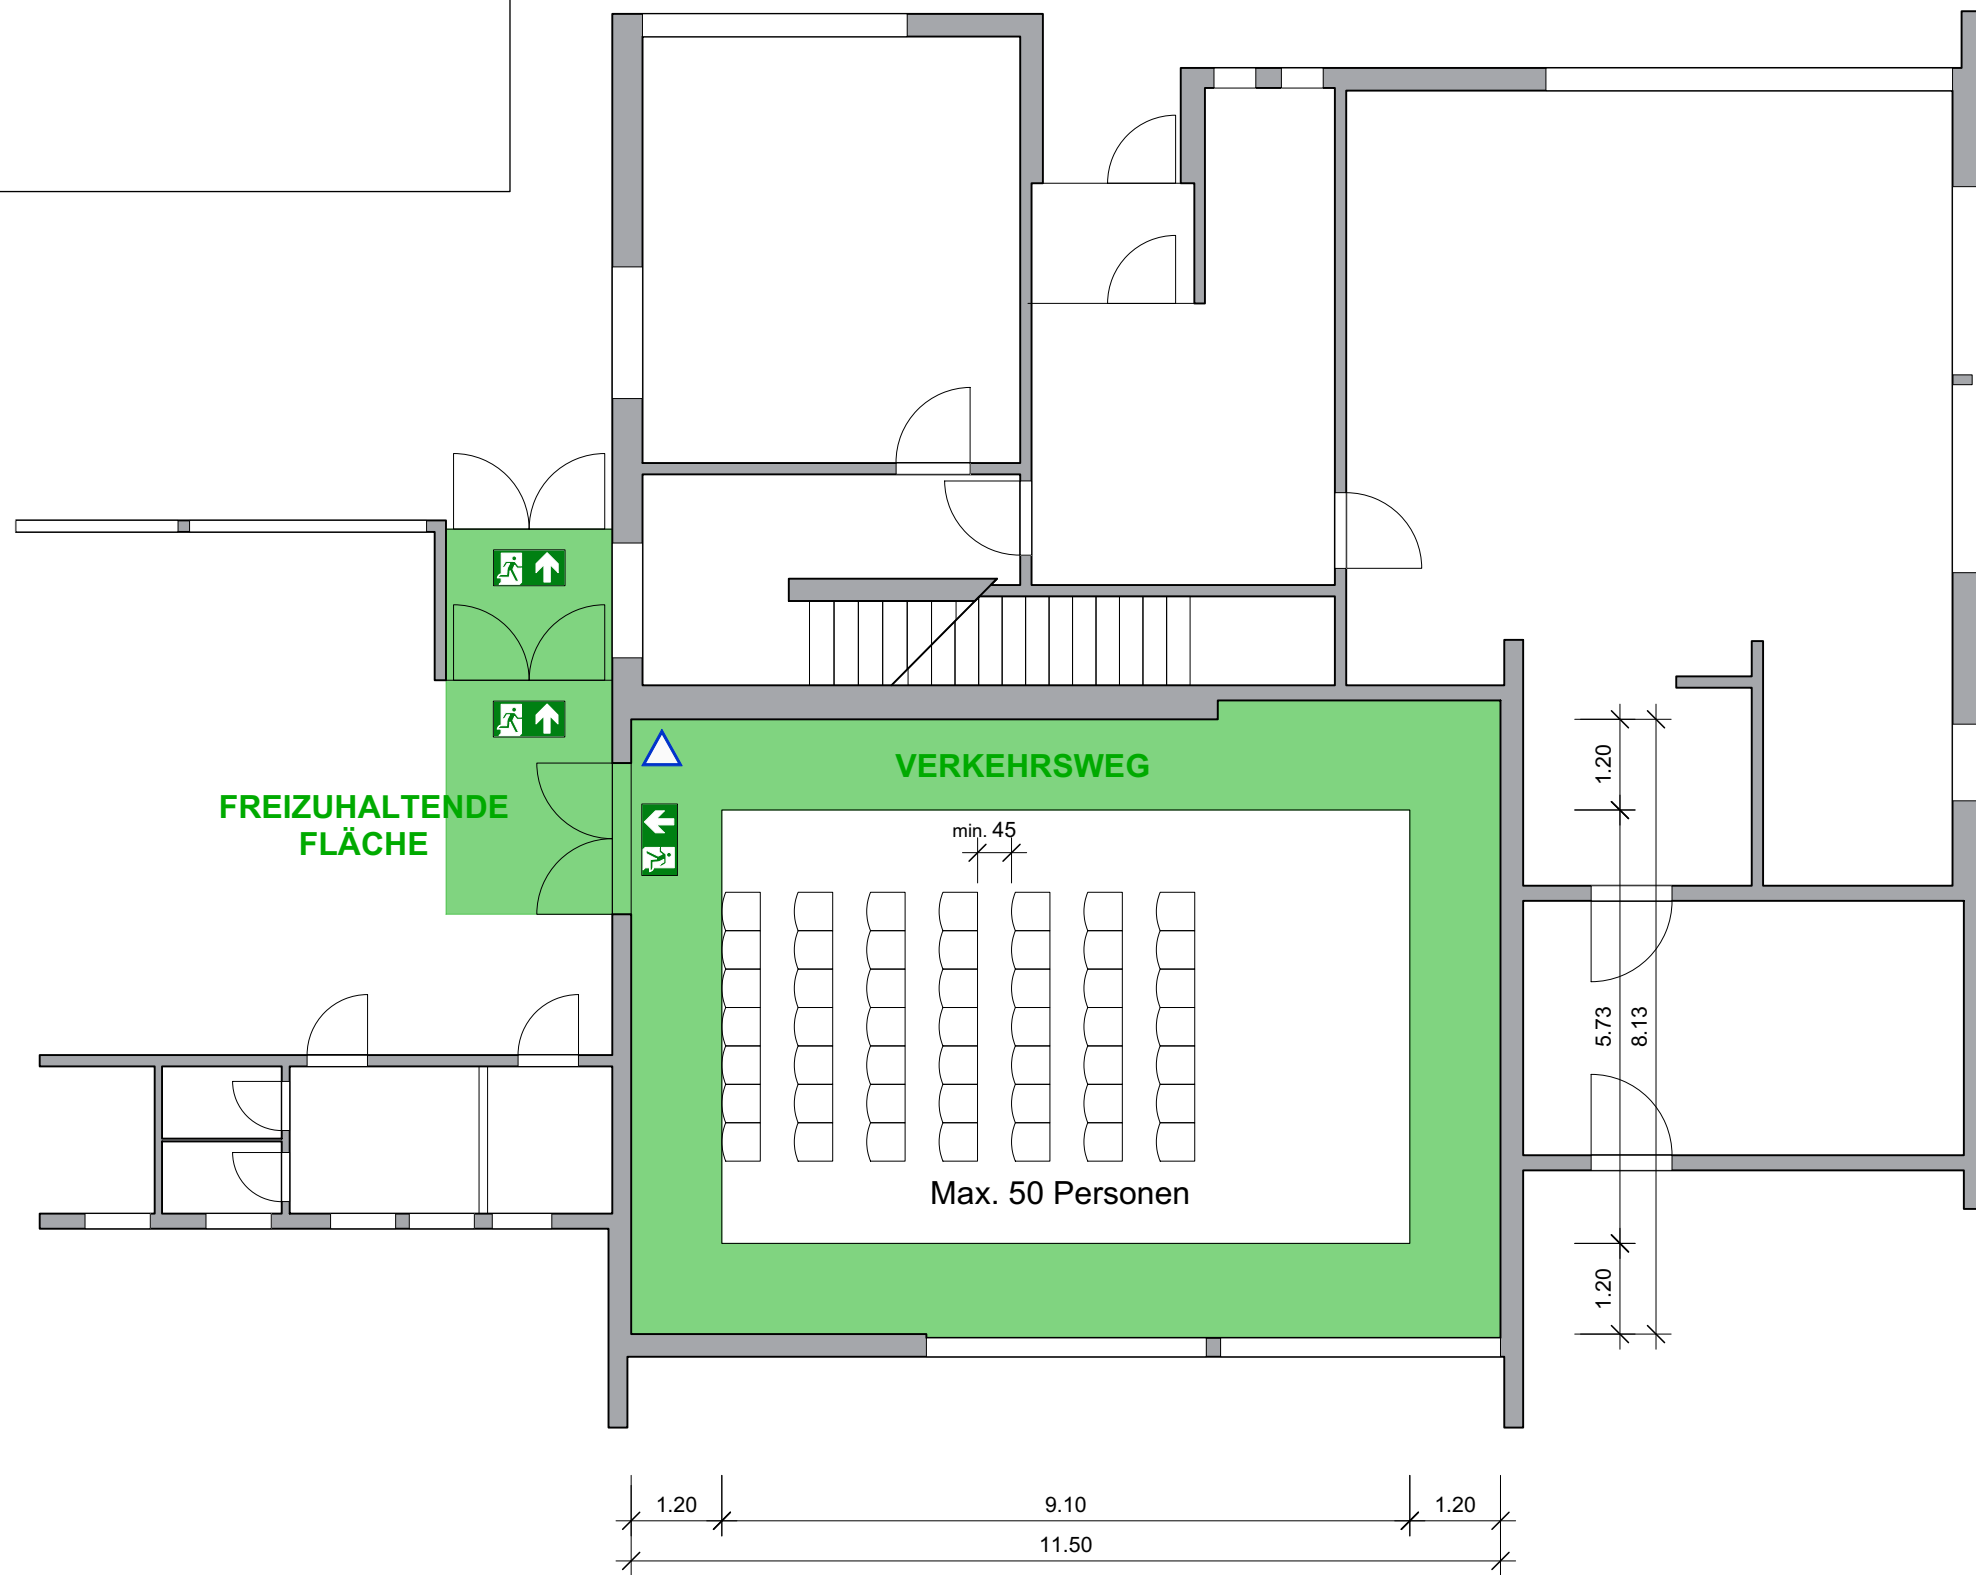 VERKEHRSWEG
FREIZUHALTENDE
FLÄCHE
min. 45
Max. 50 Personen
1.20
5.73
8.13
1.20
1.20
9.10
1.20
11.50